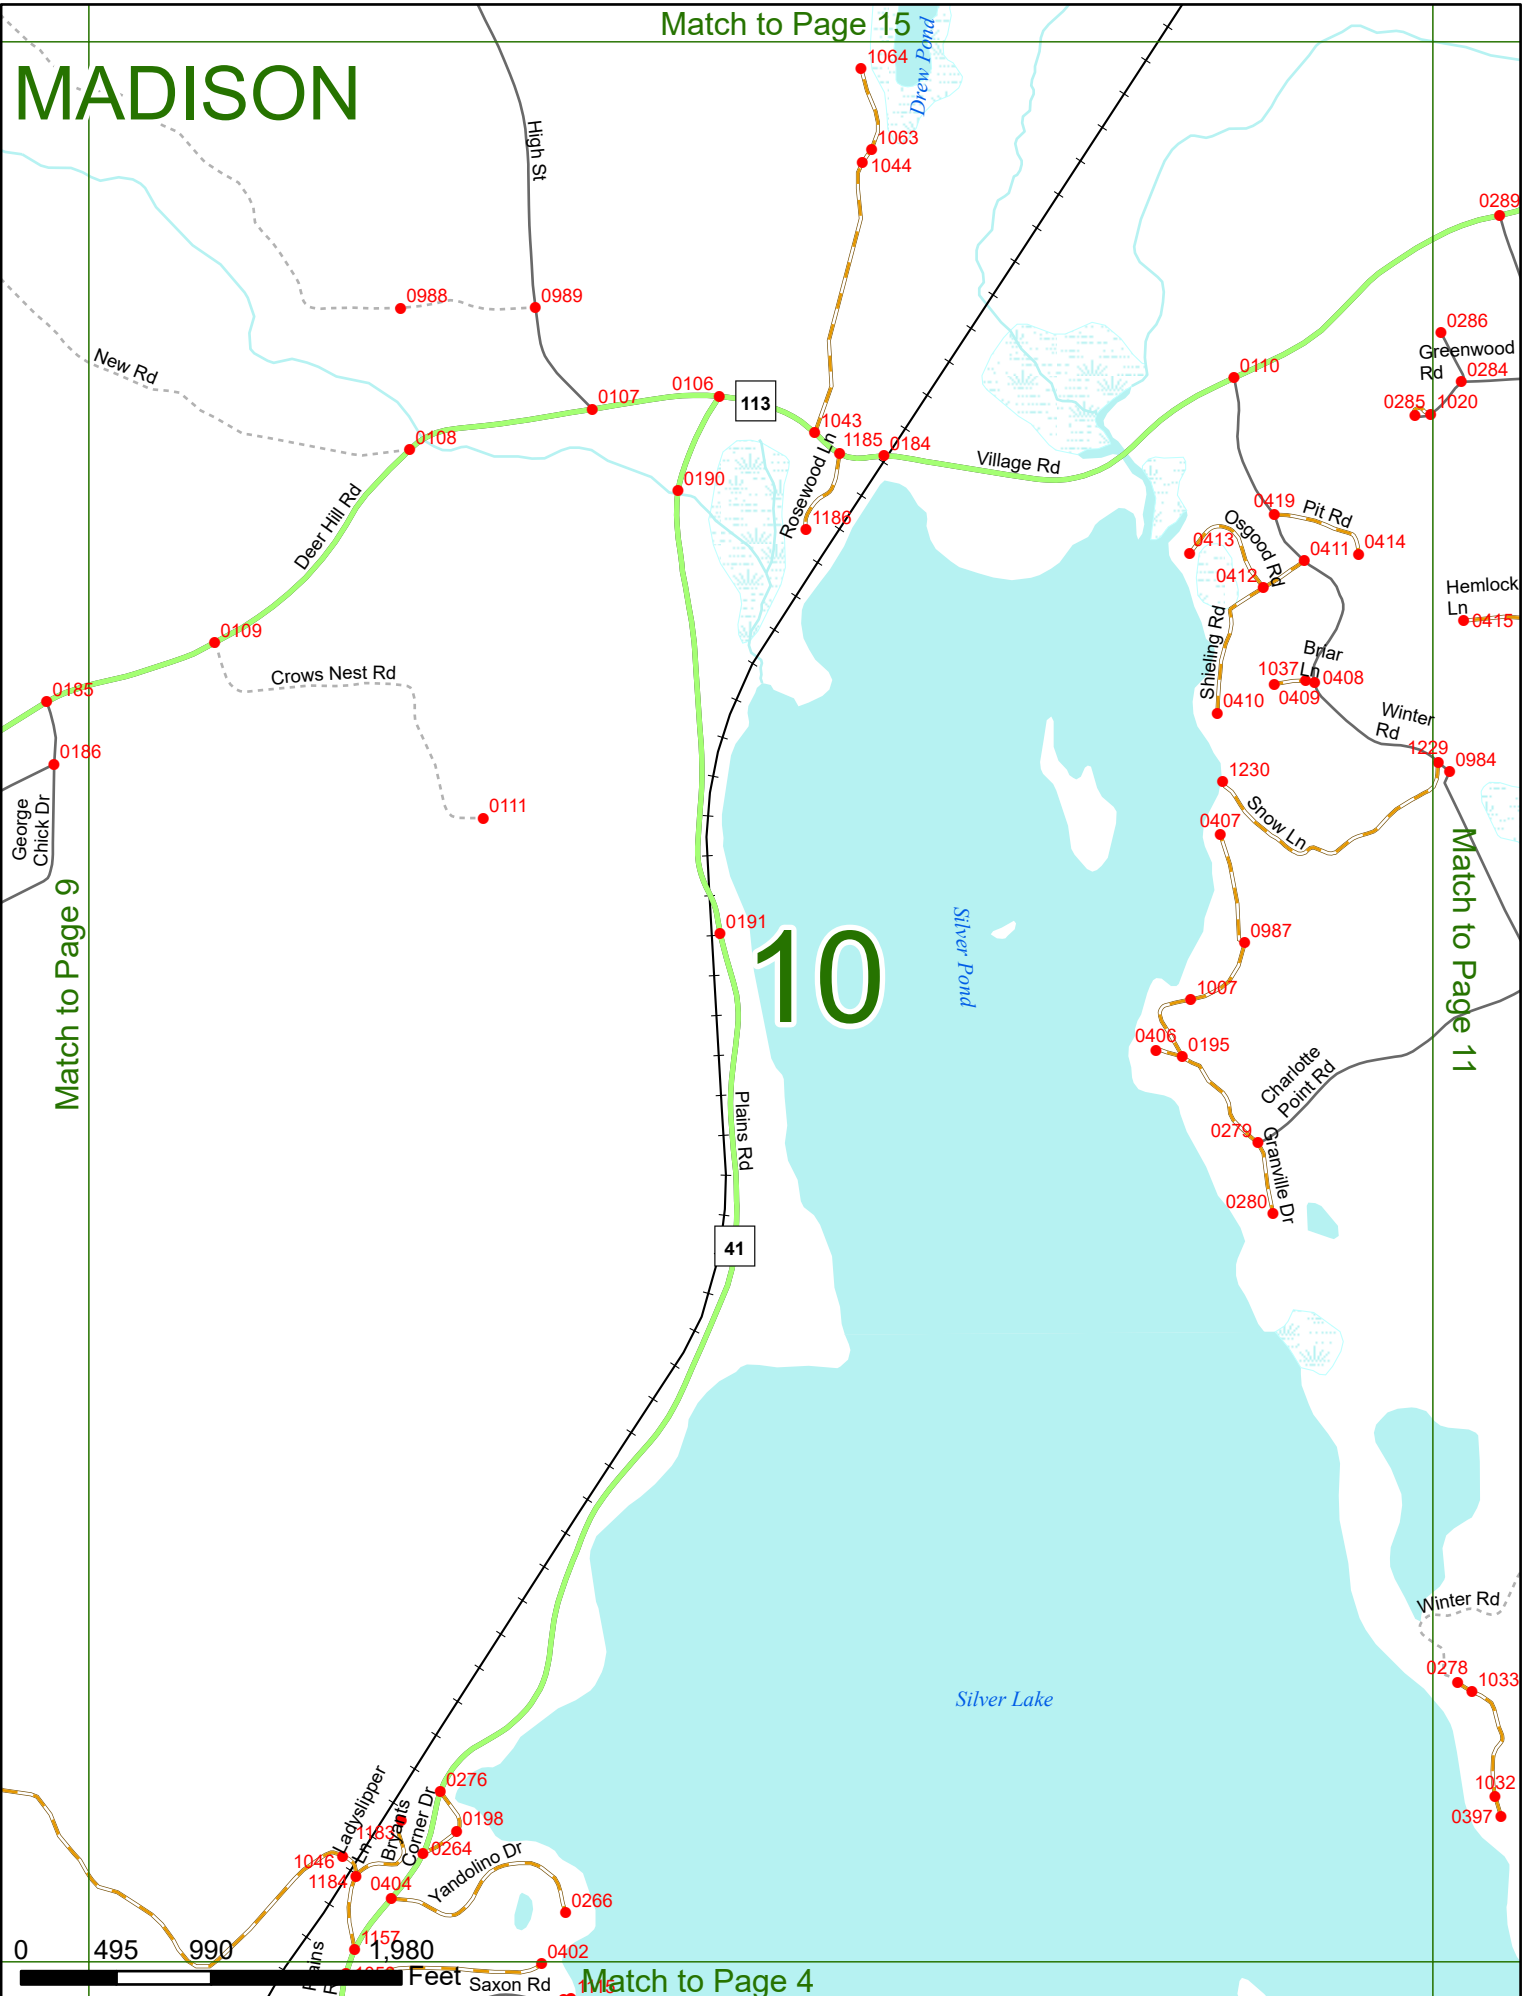 Match to Page 15
MADISON
Drew Pond
1064
1063
1044
High St
0289
0988
0989
0286
Greenwood
Rd
0284
0285
1020
New Rd
0106
113
0107
0110
1043
1185
0184
Village Rd
0108
Rosewood Ln
0190
1186
Deer Hill Rd
0419
Pit Rd
0413
Osgood Rd
0411
0414
0412
Hemlock
Ln
0415
0109
Crows Nest Rd
Shieling Rd
Briar
Ln
1037
0408
0409
0410
0185
0186
Winter
Rd
1229
0984
1230
Snow Ln
0407
George
Chick Dr
0111
Match to Page 9
Match to Page 11
0191
10
Silver Pond
0987
1007
0406
0195
Charlotte
Point Rd
Plains Rd
0279
Granville Dr
0280
41
Winter Rd
0278
1033
Silver Lake
1032
0397
0276
0198
Ladyslipper
Ln
1183
Bryants
Corner Dr
0264
1046
1184
0404
Yandolino Dr
0266
1157
0402
0
495
990
1,980
Feet
Saxon Rd
1115
Match to Page 4